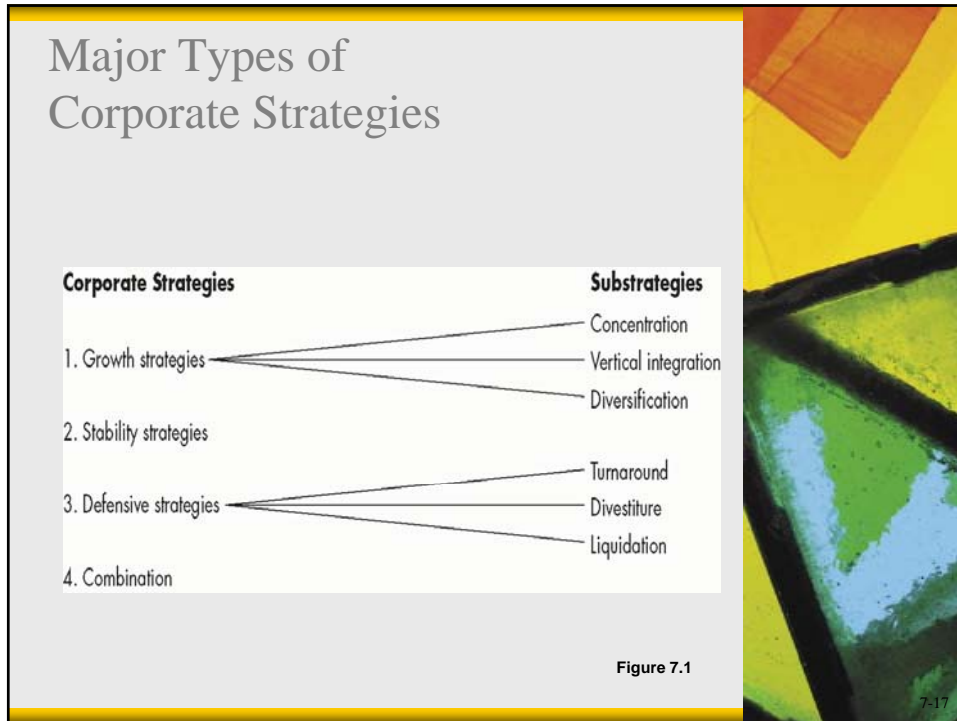 Major Types of
Corporate Strategies
Corporate Strategies Substrategies
Concentration
1. Growth strategies Vertical integration
Diversification
2. Stability strategies
Turnaround
3. Defensive strategies Divestiture
Liquidation
4. Combination
Figure 7.1
7-17